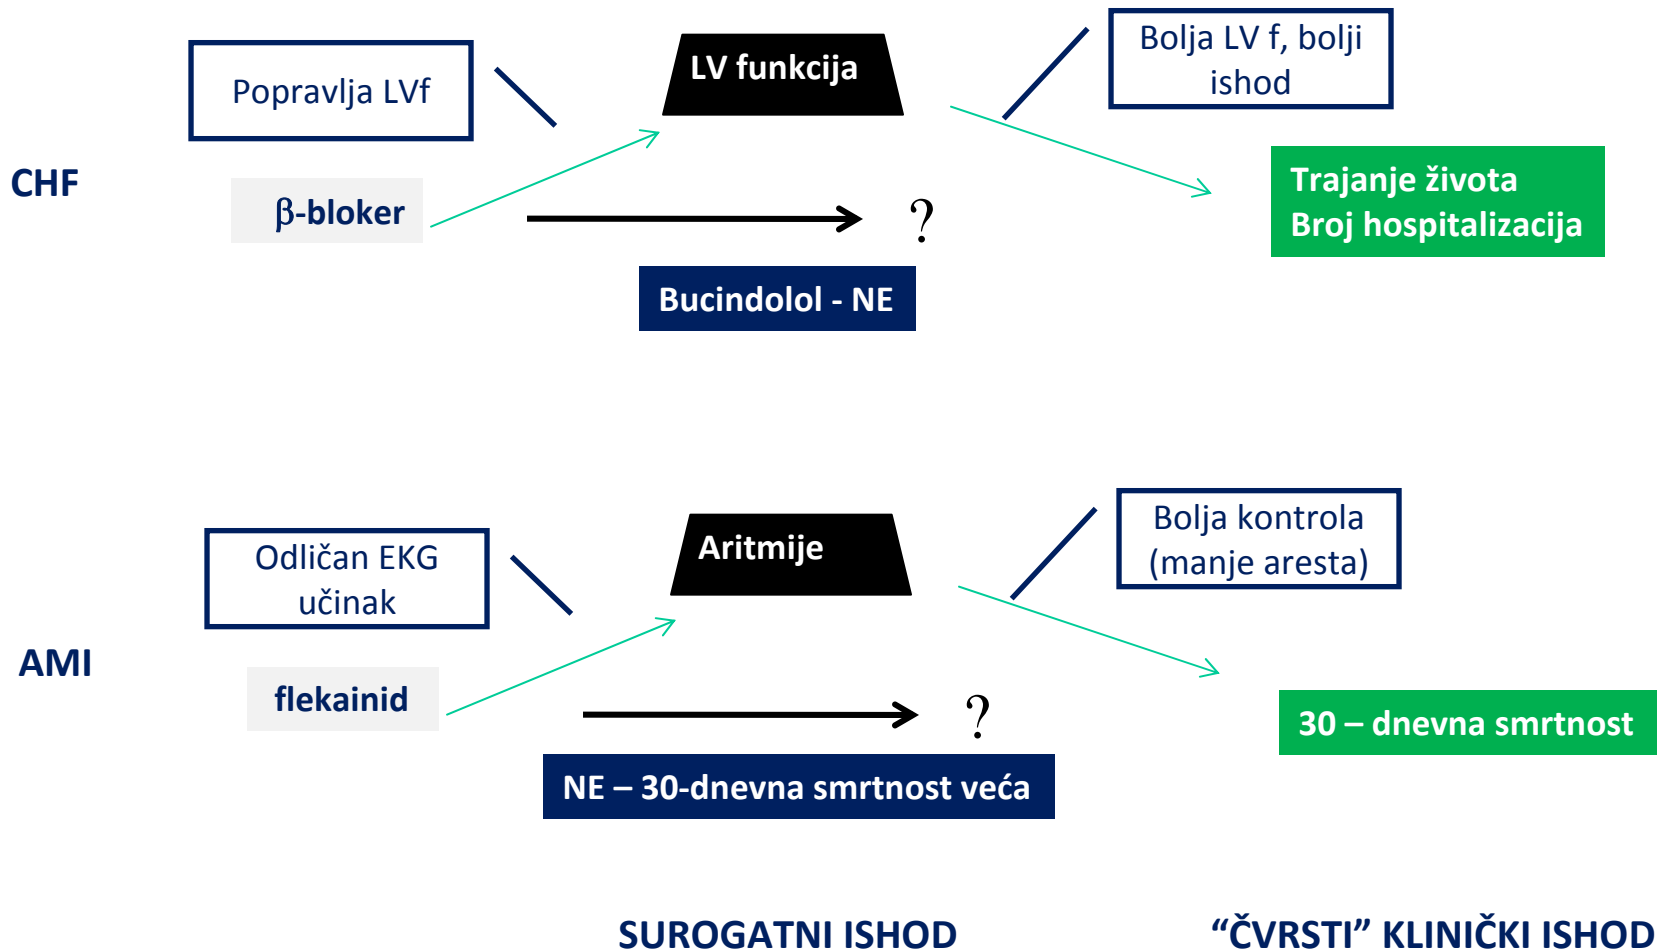 Popravlja LVf
LV funkcija
Bolja LV f, bolji
ishod
CHF
β-bloker
?
Trajanje života
Broj hospitalizacija
Bucindolol - NE
Odličan EKG
učinak
Aritmije
Bolja kontrola
(manje aresta)
AMI
flekainid
?
30 – dnevna smrtnost
NE – 30-dnevna smrtnost veća
SUROGATNI ISHOD
“ČVRSTI” KLINIČKI ISHOD